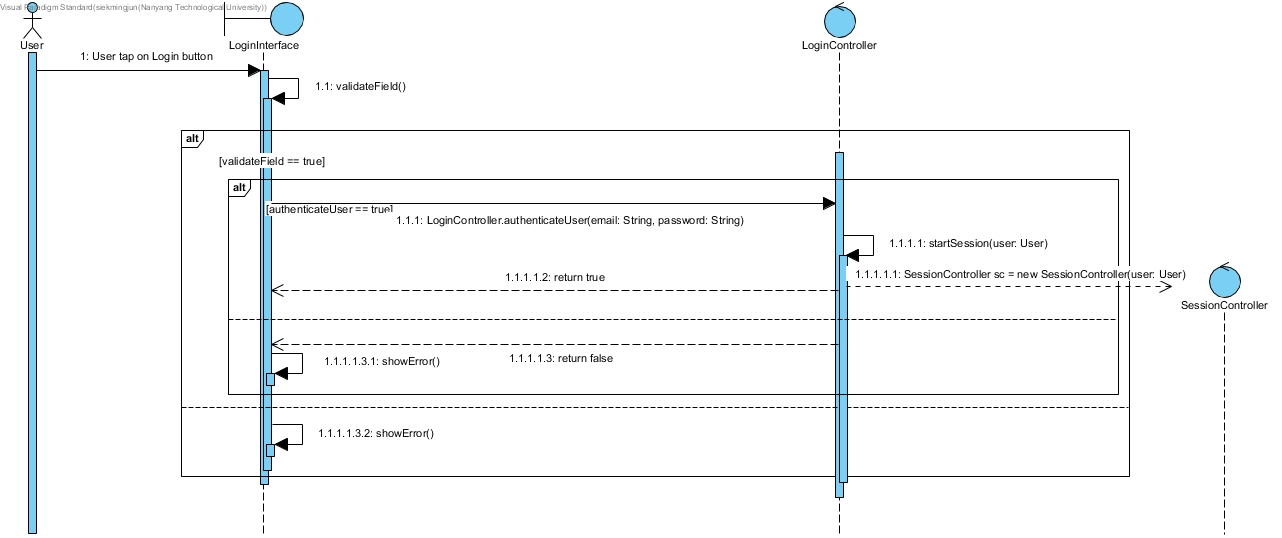 Visual Paradigm Standard(siekmingjun(Nanyang Technological University))
User
LoginInterface
LoginController
1: User tap on Login button
1.1: validateField()
alt
[validateField == true]
alt
[authenticateUser == true]
1.1.1: LoginController.authenticateUser(email: String, password: String)
1.1.1.1: startSession(user: User)
1.1.1.1.1: SessionController sc = new SessionController(user: User)
1.1.1.1.2: return true
SessionController
1.1.1.1.3: return false
1.1.1.1.3.1: showError()
1.1.1.1.3.2: showError()